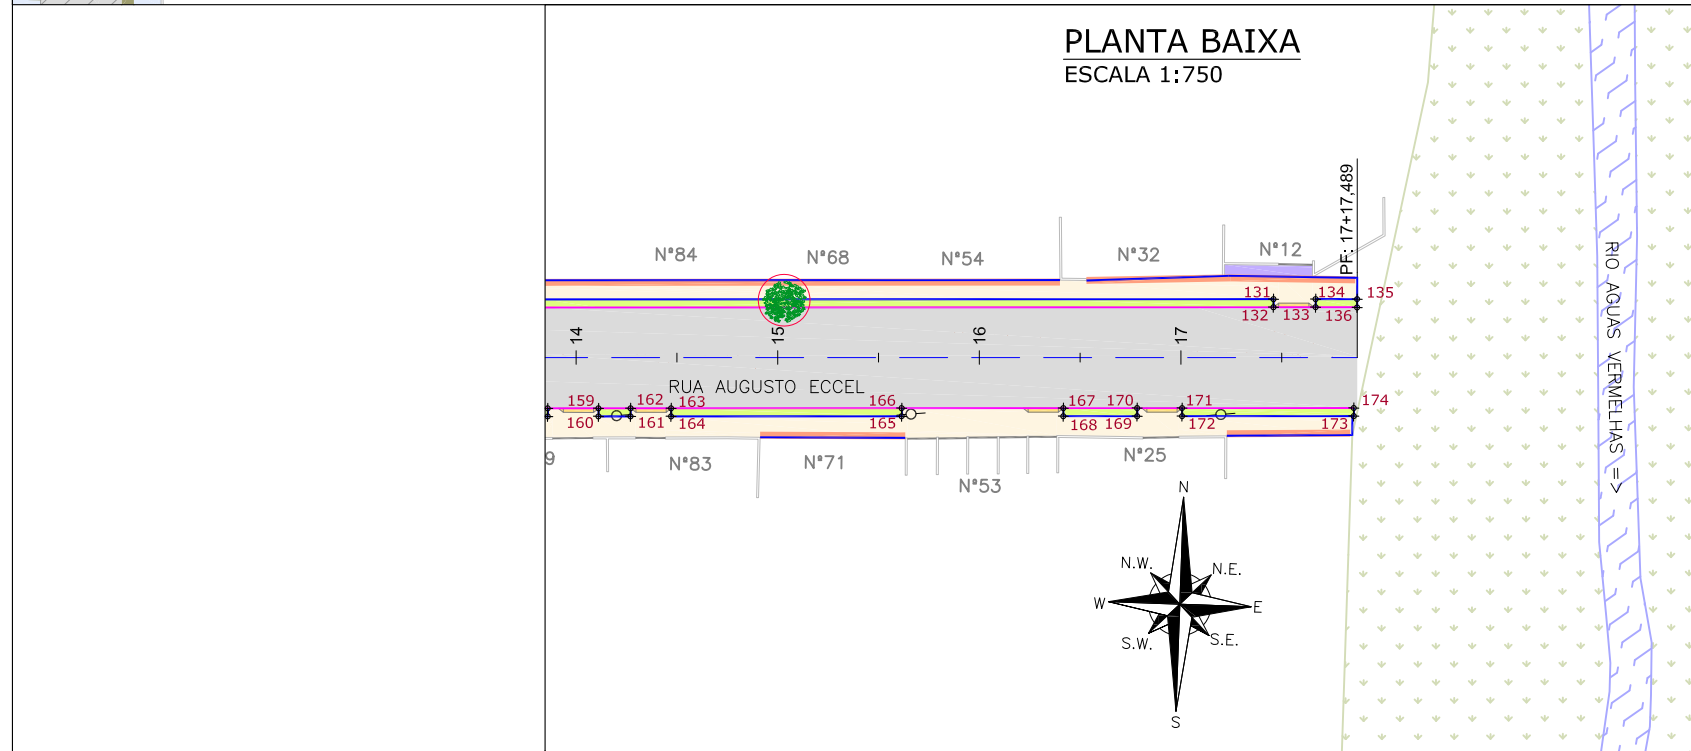 PLANTA BAIXA
ESCALA 1:750
PF: 17+17,489
N°84
N°68
N°54
N°32
N°12
131
134
135
132
133
136
14
15
16
17
RUA AUGUSTO ECCEL
159
162
163
166
167
170
171
174
160
161
164
165
168
169
172
173
9
N°83
N°71
N°53
N°25
RIO AGUAS VERMELHAS =>
N
N.W.
N.E.
W
E
S.W.
S.E.
S